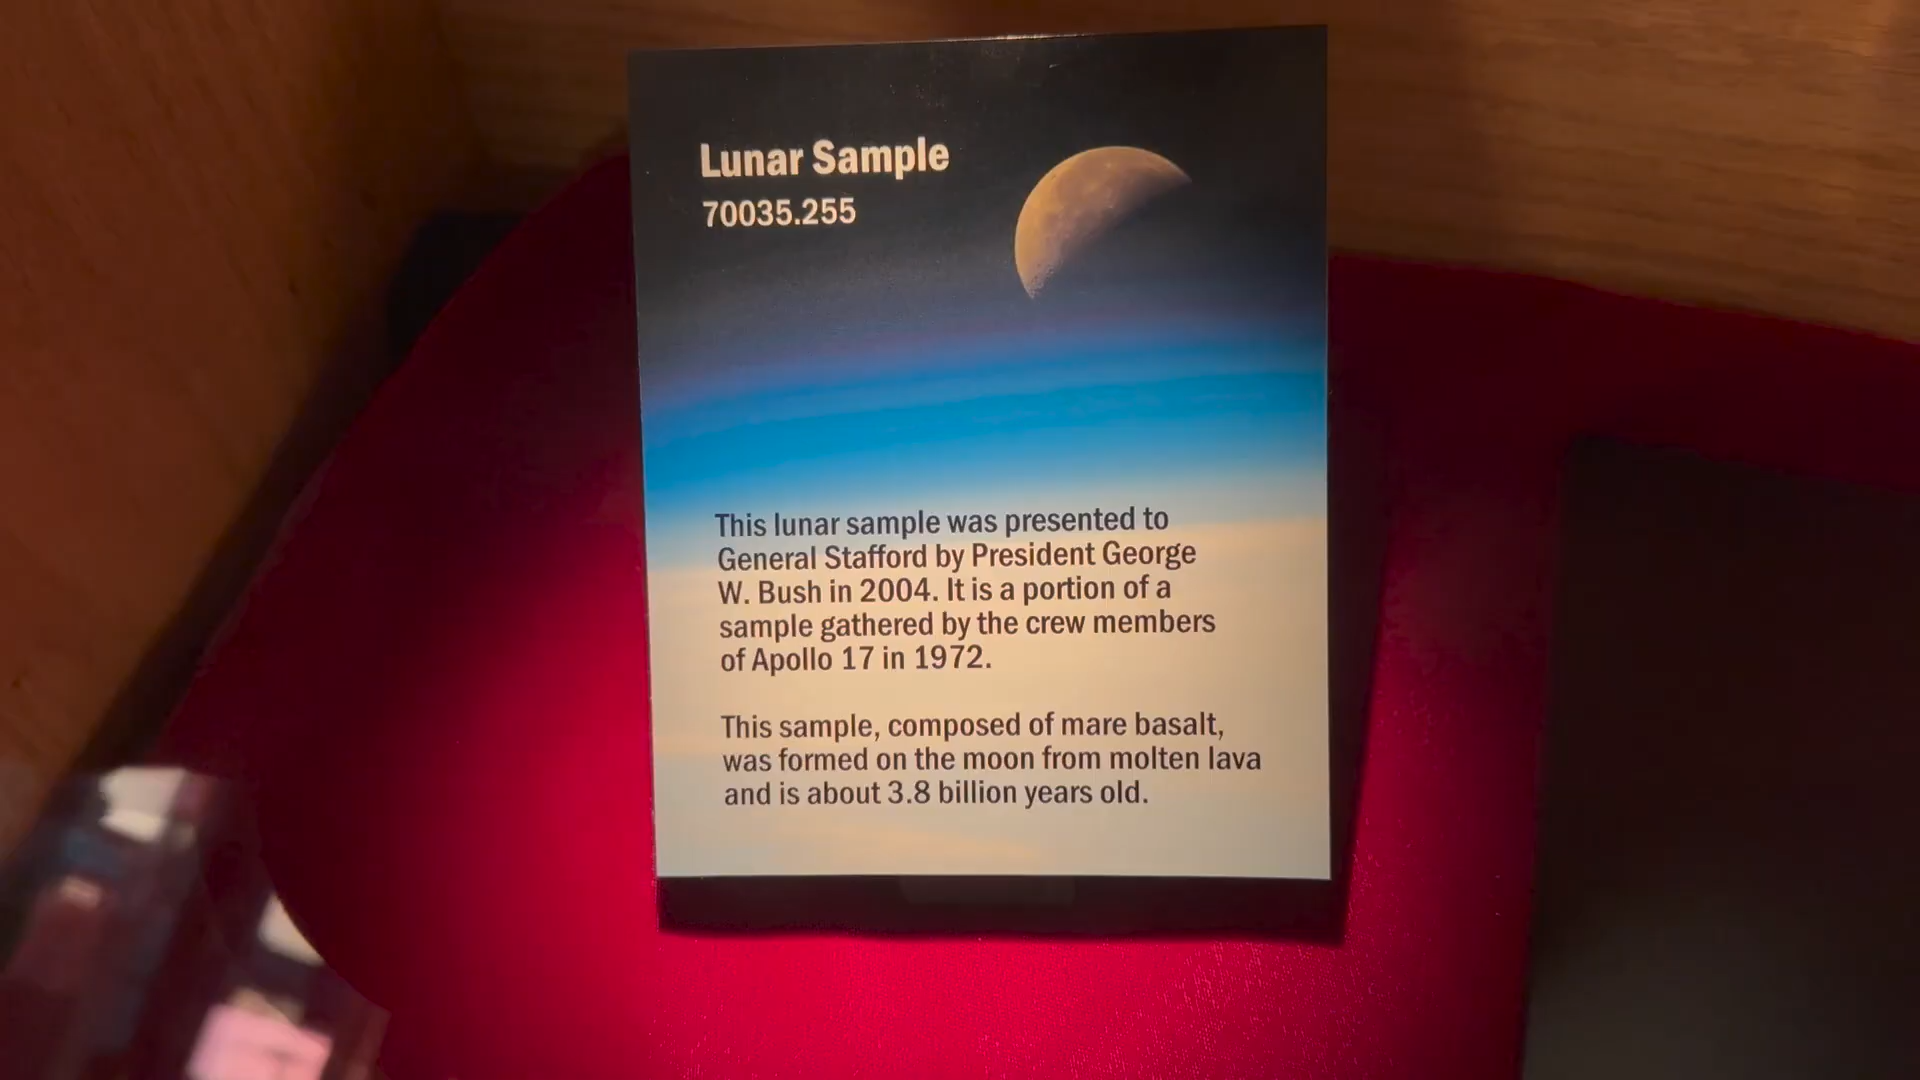 Lunar Sample
70035.255
This lunar sample was presented to
General Stafford by President George
W. Bush in 2004. It is a portion of a
sample gathered by the crew members
of Apollo 17 in 1972.
This sample, composed of mare basalt,
was formed on the moon from molten lava
and is about 3.8 billion years old.